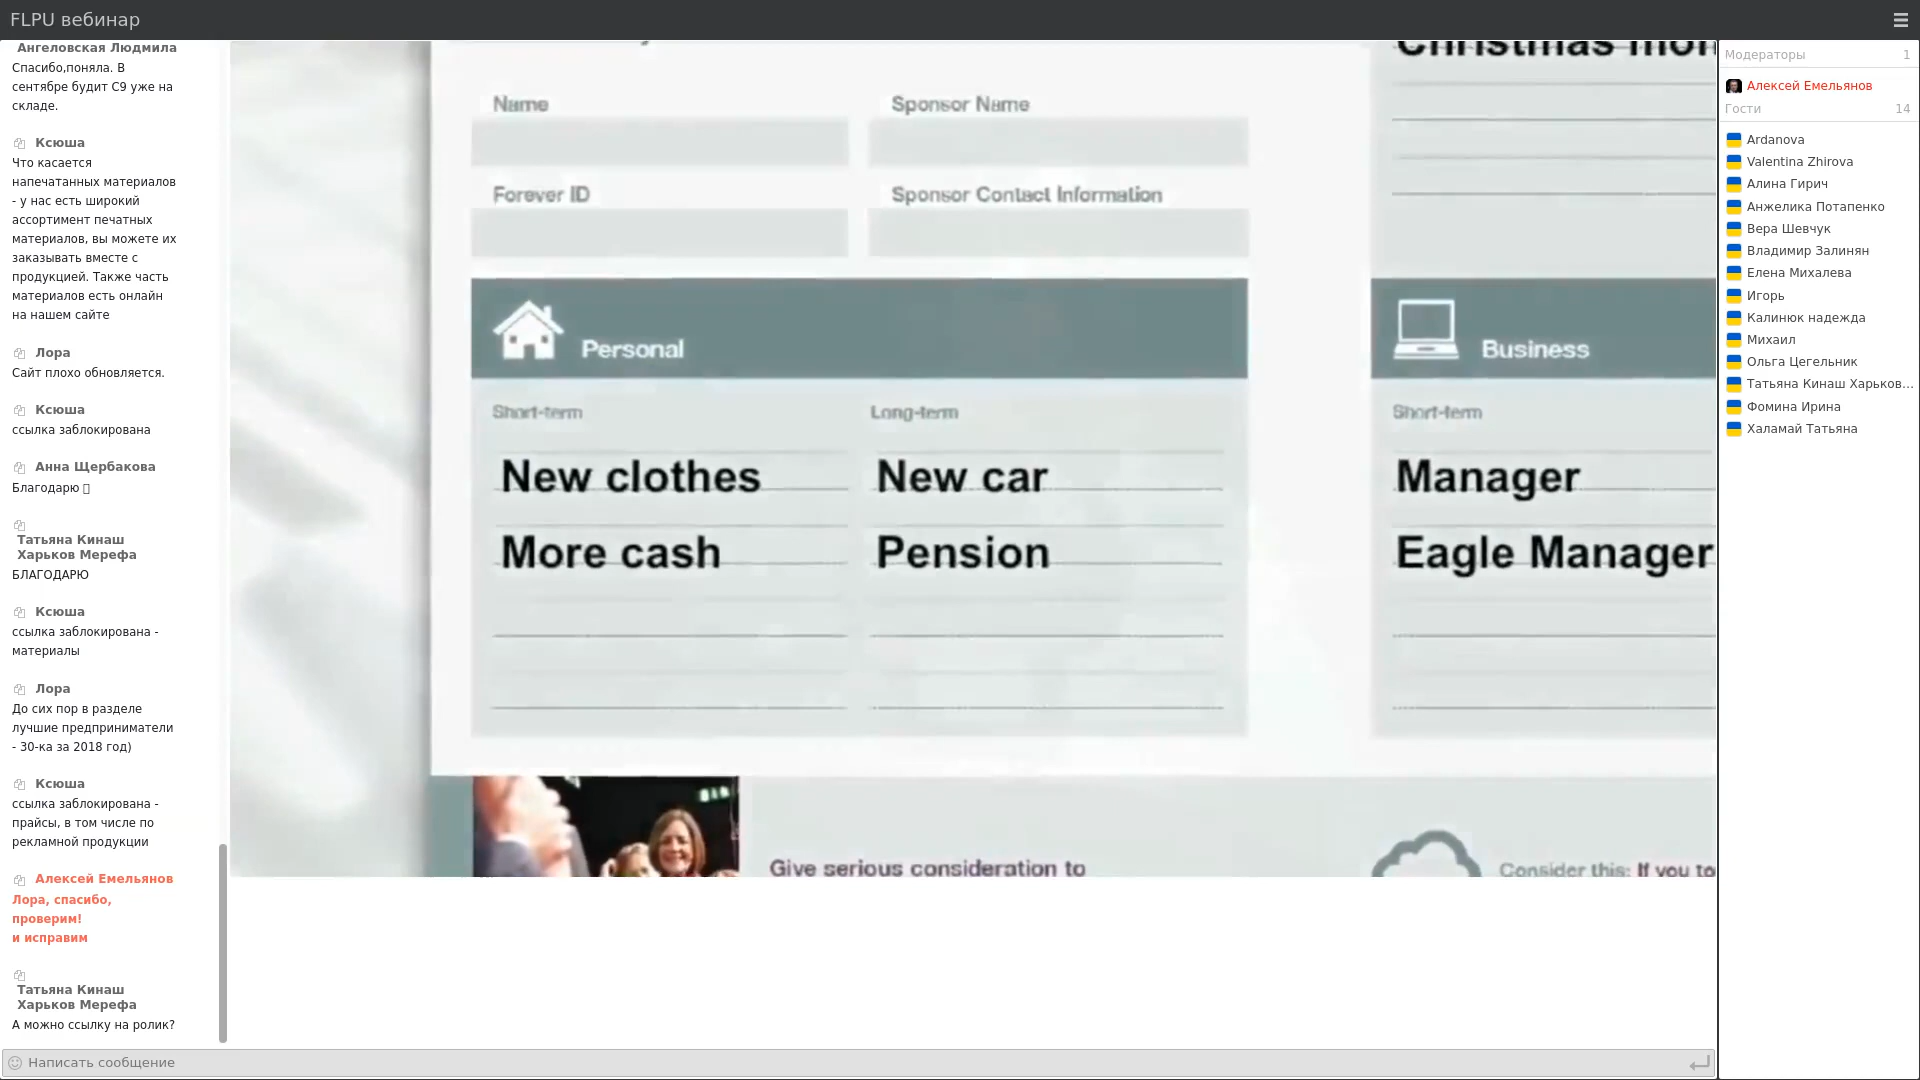 FLPU вебинар
Ангеловская Людмила
Спасибо,поняла. В
сентябре будит С9 уже на
складе.
Ксюша
Что касается
напечатанных материалов
- у нас есть широкий
ассортимент печатных
материалов, вы можете их
заказывать вместе с
продукцией. Также часть
материалов есть онлайн
на нашем сайте
Лора
Сайт плохо обновляется.
Ксюша
ссылка заблокирована
Анна Щербакова
Благодарю
Татьяна Кинаш
Харьков Мерефа
БЛАГОДАРЮ
Ксюша
ссылка заблокирована -
материалы
Лора
До сих пор в разделе
лучшие предприниматели
- 30-ка за 2018 год)
Ксюша
ссылка заблокирована -
прайсы, в том числе по
рекламной продукции
Алексей Емельянов
Лора, спасибо,
проверим!
и исправим
Татьяна Кинаш
Харьков Мерефа
А можно ссылку на ролик?
Написать сообщение
Christmas
Name
Sponsor Name
Forever ID
Sponsor Contact Information
Personal
Short-term
Long-term
New clothes
New car
More cash
Pension
Business
Short-term
Manager
Eagle Manager
Give serious consideration to
Consider this: If you to
Модераторы 1
Алексей Емельянов
Гости 14
Ardanova
Valentina Zhirova
Алина Гирич
Анжелика Потапенко
Вера Шевчук
Владимир Залинян
Елена Михалева
Игорь
Калинюк надежда
Михаил
Ольга Цегельник
Татьяна Кинаш Харьков...
Фомина Ирина
Халамай Татьяна